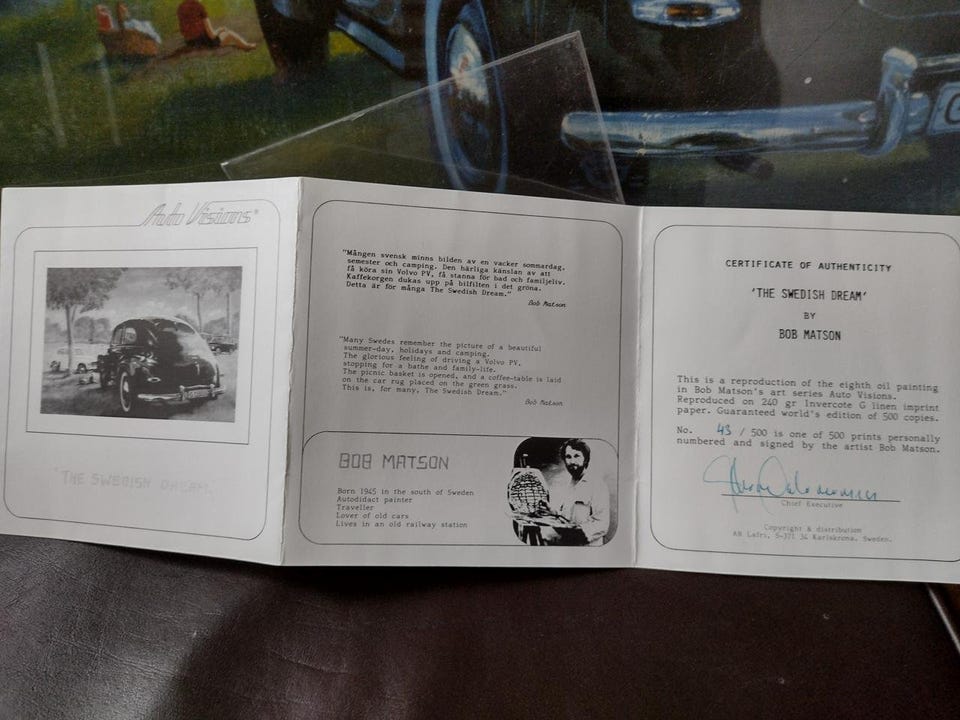 Auto Visions®
"THE SWEDISH DREAM"
"Mången svensk minns bilden av en vacker sommardag,
semester och camping. Den härliga känslan av att
få köra sin Volvo PV, få stanna för bad och familjeliv.
Kaffekorgen dukas upp på bilfilten i det gröna.
Detta är för många The Swedish Dream."
Bob Matson
"Many Swedes remember the picture of a beautiful
summer-day, holidays and camping.
The glorious feeling of driving a Volvo PV,
stopping for a bathe and family-life.
The picnic basket is opened, and a coffee-table is laid
on the car rug placed on the green grass.
This is, for many, The Swedish Dream."
Bob Matson
BOB MATSON
Born 1945 in the south of Sweden
Autodidact painter
Traveller
Lover of old cars
Lives in an old railway station
CERTIFICATE OF AUTHENTICITY
'THE SWEDISH DREAM'
BY
BOB MATSON
This is a reproduction of the eighth oil painting
in Bob Matson's art series Auto Visions.
Reproduced on 240 gr Invercote G linen imprint
paper. Guaranteed world's edition of 500 copies.
No. 43 / 500 is one of 500 prints personally
numbered and signed by the artist Bob Matson.
Chief Executive
Copyright & distribution
AB Lafri, S-371 34 Karlskrona, Sweden.